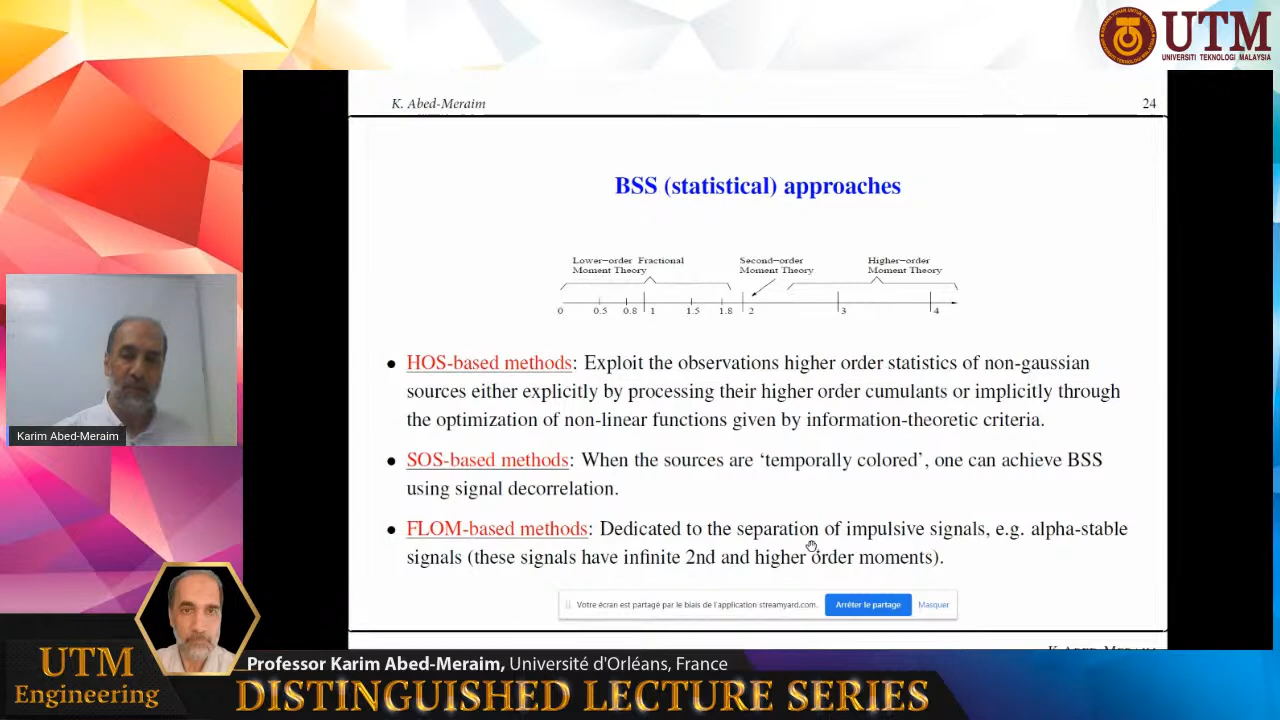 UTM
UNIVERSITI TEKNOLOGI MALAYSIA
K. Abed-Meraim
24
BSS (statistical) approaches
Lower-order Fractional
Moment Theory
Second-order
Moment Theory
Higher-order
Moment Theory
0 0.5 0.8 1 1.5 1.8 2 3 4
• HOS-based methods: Exploit the observations higher order statistics of non-gaussian
sources either explicitly by processing their higher order cumulants or implicitly through
the optimization of non-linear functions given by information-theoretic criteria.
• SOS-based methods: When the sources are ‘temporally colored’, one can achieve BSS
using signal decorrelation.
• FLOM-based methods: Dedicated to the separation of impulsive signals, e.g. alpha-stable
signals (these signals have infinite 2nd and higher order moments).
Karim Abed-Meraim
Votre écran est partagé par le biais de l'application streamyard.com.
Arrêter le partage
Masquer
UTM
Engineering
Professor Karim Abed-Meraim, Université d'Orléans, France
DISTINGUISHED LECTURE SERIES